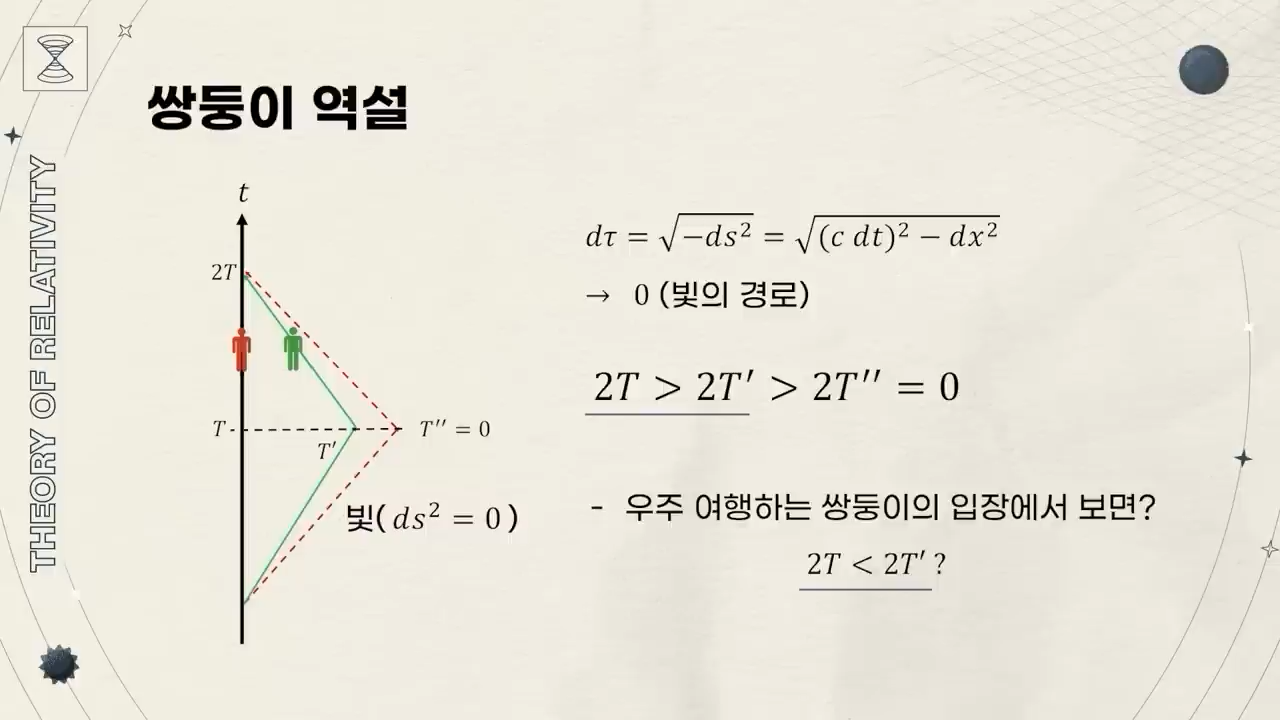 THEORY OF RELATIVITY
쌍둥이 역설
t
2T
T
T′
T′′ = 0
빛( ds² = 0 )
dτ = √−ds² = √(c dt)² − dx²
→ 0 (빛의 경로)
2T > 2T′ > 2T′′ = 0
- 우주 여행하는 쌍둥이의 입장에서 보면?
2T < 2T′ ?